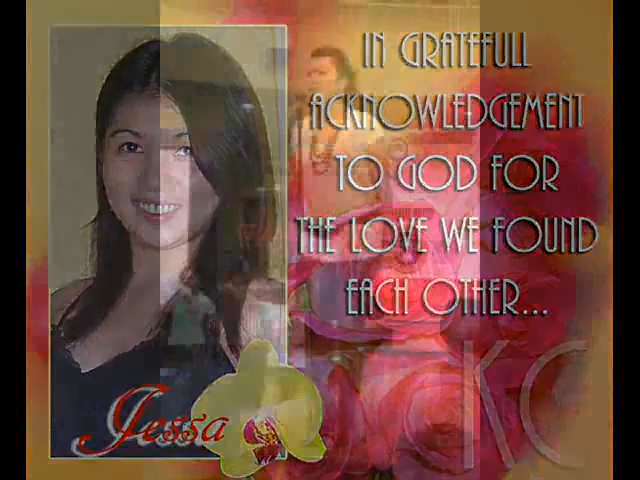 IN GRATEFULL
ACKNOWLEDGEMENT
TO GOD FOR
THE LOVE WE FOUND
EACH OTHER...
KC
Jessa